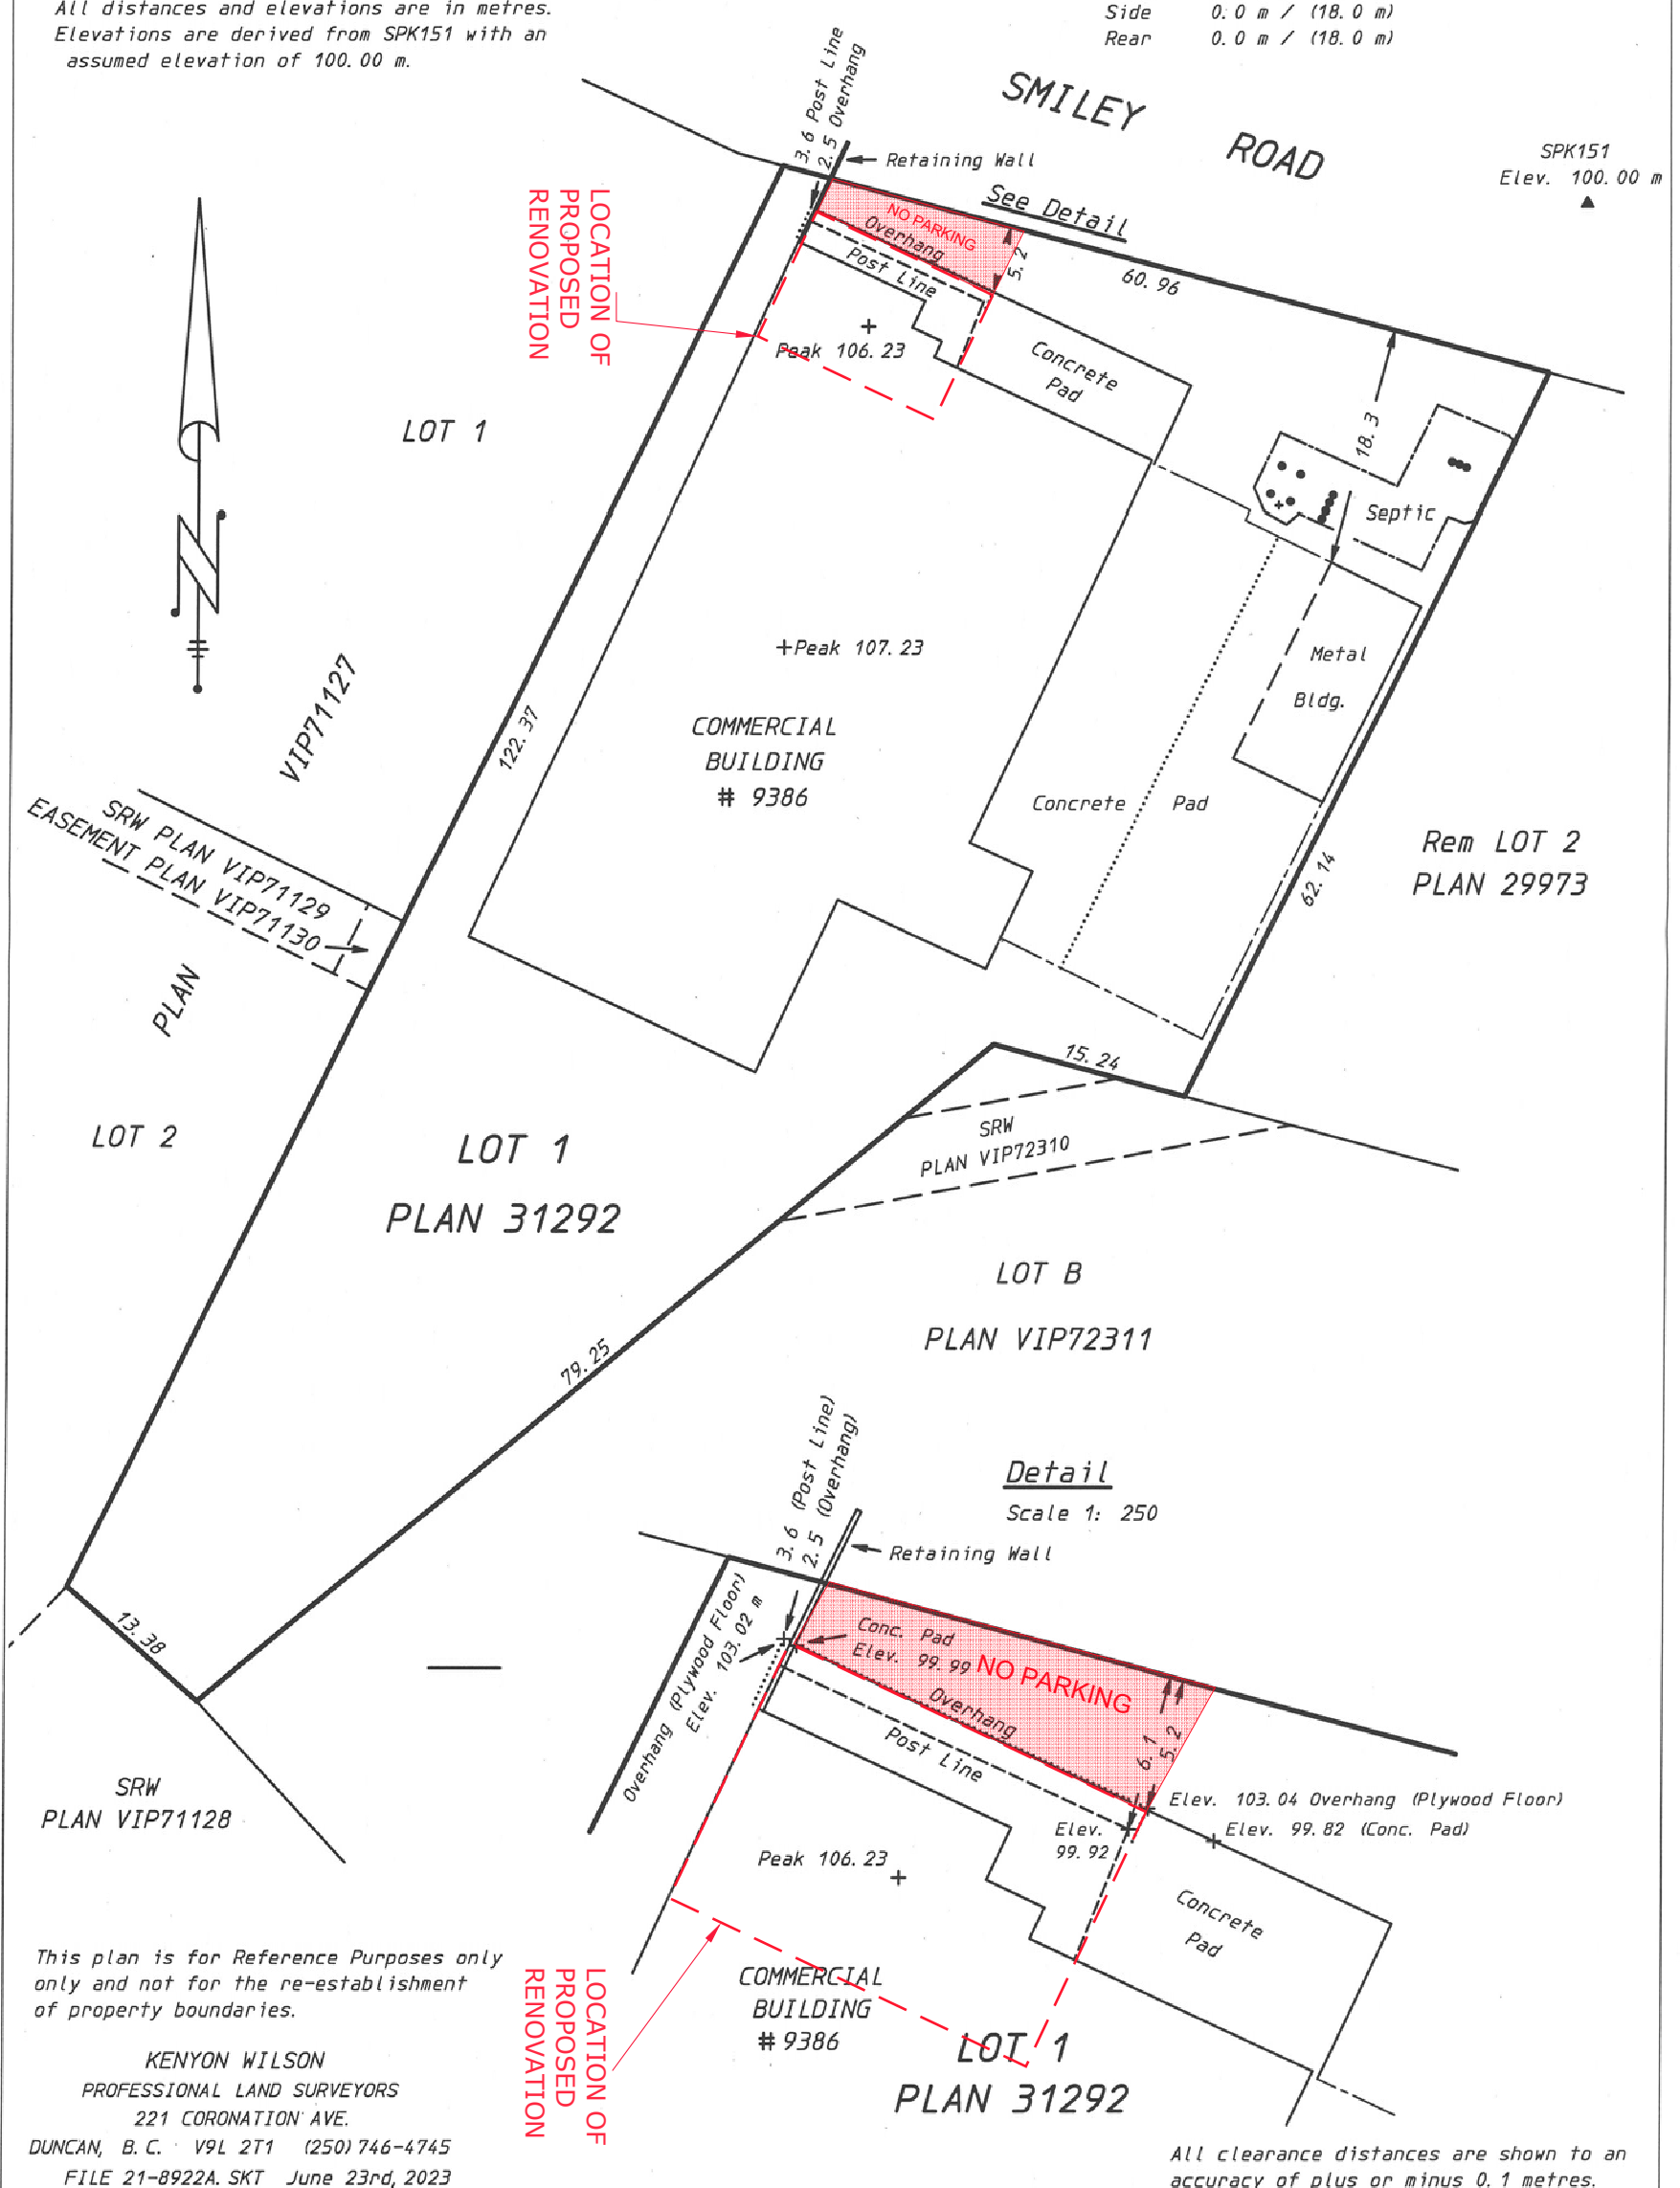 All distances and elevations are in metres.
Elevations are derived from SPK151 with an
assumed elevation of 100.00 m.
Side 0.0 m / (18.0 m)
Rear 0.0 m / (18.0 m)
SMILEY
ROAD
SPK151
Elev. 100.00 m
3.6 Post Line
2.5 Overhang
Retaining Wall
See Detail
LOCATION OF
PROPOSED
RENOVATION
NO PARKING
Overhang
Post Line
5.2
60.96
Peak 106.23
Concrete
Pad
18.3
LOT 1
Septic
Peak 107.23
N
Metal
Bldg.
VIP71127
122.37
COMMERCIAL
BUILDING
# 9386
Concrete Pad
SRW PLAN VIP71129
EASEMENT PLAN VIP71130
Rem LOT 2
PLAN 29973
62.14
PLAN
15.24
LOT 2
LOT 1
PLAN 31292
SRW
PLAN VIP72310
LOT B
PLAN VIP72311
79.25
13.38
Detail
Scale 1: 250
3.6 (Post Line)
2.5 (Overhang)
Retaining Wall
Overhang (Plywood Floor)
Elev. 103.02 m
Conc. Pad
Elev. 99.99
NO PARKING
Overhang
Post Line
6.1
5.2
Elev. 103.04 Overhang (Plywood Floor)
Elev. 99.82 (Conc. Pad)
Elev.
99.92
Peak 106.23
Concrete
Pad
SRW
PLAN VIP71128
COMMERCIAL
BUILDING
# 9386
LOCATION OF
PROPOSED
RENOVATION
LOT 1
PLAN 31292
This plan is for Reference Purposes only
only and not for the re-establishment
of property boundaries.
KENYON WILSON
PROFESSIONAL LAND SURVEYORS
221 CORONATION AVE.
DUNCAN, B.C. V9L 2T1 (250) 746-4745
FILE 21-8922A.SKT June 23rd, 2023
All clearance distances are shown to an
accuracy of plus or minus 0.1 metres.